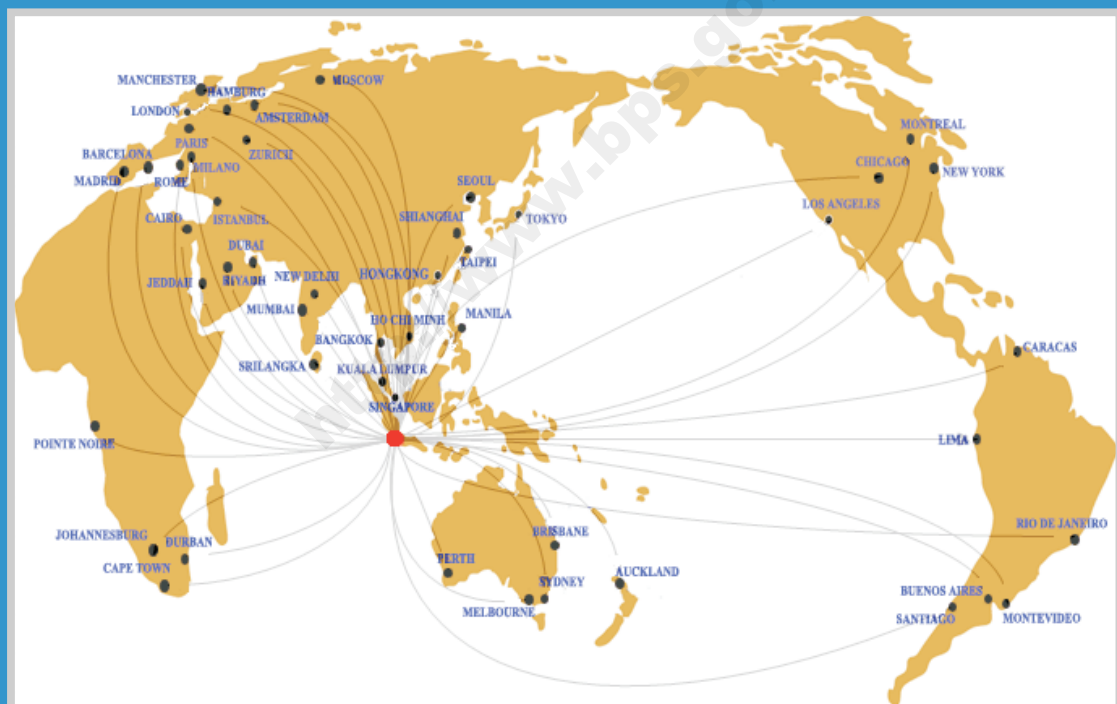 MANCHESTER
HAMBURG
MOSCOW
LONDON
AMSTERDAM
PARIS
ZURICH
BARCELONA
MILANO
MADRID
ROME
CAIRO
ISTANBUL
DUBAI
JEDDAH
RIYADH
NEW DELHI
MUMBAI
SRILANGKA
SEOUL
SHIANGHAI
TOKYO
TAIPEI
HONGKONG
HO CHI MINH
MANILA
BANGKOK
KUALA LUMPUR
SINGAPORE
MONTREAL
CHICAGO
NEW YORK
LOS ANGELES
CARACAS
LIMA
POINTE NOIRE
JOHANNESBURG
DURBAN
CAPE TOWN
BRISBANE
PERTH
SYDNEY
MELBOURNE
AUCKLAND
RIO DE JANEIRO
BUENOS AIRES
SANTIAGO
MONTEVIDEO